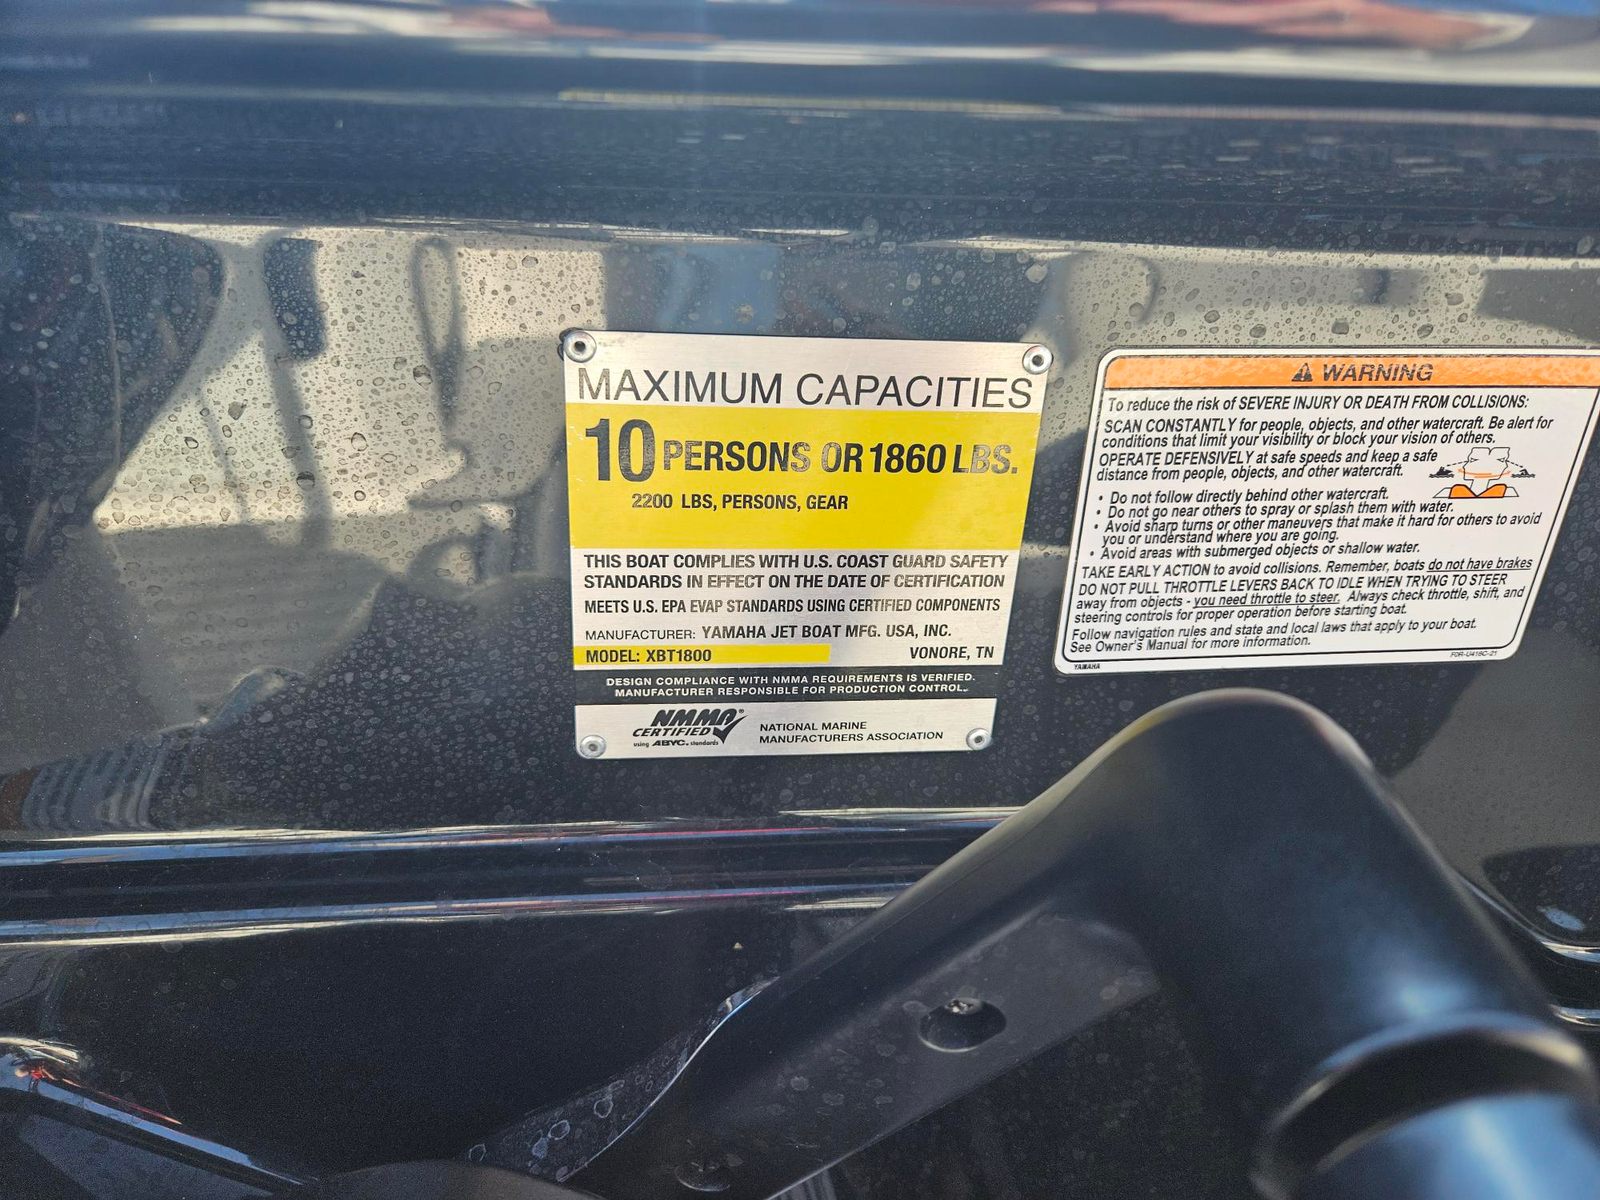 MAXIMUM CAPACITIES
10 PERSONS OR 1860 LBS.
2200 LBS, PERSONS, GEAR
THIS BOAT COMPLIES WITH U.S. COAST GUARD SAFETY
STANDARDS IN EFFECT ON THE DATE OF CERTIFICATION
MEETS U.S. EPA EVAP STANDARDS USING CERTIFIED COMPONENTS
MANUFACTURER: YAMAHA JET BOAT MFG. USA, INC.
MODEL: XBT1800 VONORE, TN
DESIGN COMPLIANCE WITH NMMA REQUIREMENTS IS VERIFIED.
MANUFACTURER RESPONSIBLE FOR PRODUCTION CONTROL.
NMMA®
CERTIFIED
using ABYC. standards
NATIONAL MARINE
MANUFACTURERS ASSOCIATION
WARNING
To reduce the risk of SEVERE INJURY OR DEATH FROM COLLISIONS:
SCAN CONSTANTLY for people, objects, and other watercraft. Be alert for
conditions that limit your visibility or block your vision of others.
OPERATE DEFENSIVELY at safe speeds and keep a safe
distance from people, objects, and other watercraft.
• Do not follow directly behind other watercraft.
• Do not go near others to spray or splash them with water.
• Avoid sharp turns or other maneuvers that make it hard for others to avoid
you or understand where you are going.
• Avoid areas with submerged objects or shallow water.
TAKE EARLY ACTION to avoid collisions. Remember, boats do not have brakes
DO NOT PULL THROTTLE LEVERS BACK TO IDLE WHEN TRYING TO STEER
away from objects - you need throttle to steer. Always check throttle, shift, and
steering controls for proper operation before starting boat.
Follow navigation rules and state and local laws that apply to your boat.
See Owner's Manual for more information.
YAMAHA F0R-U416C-21